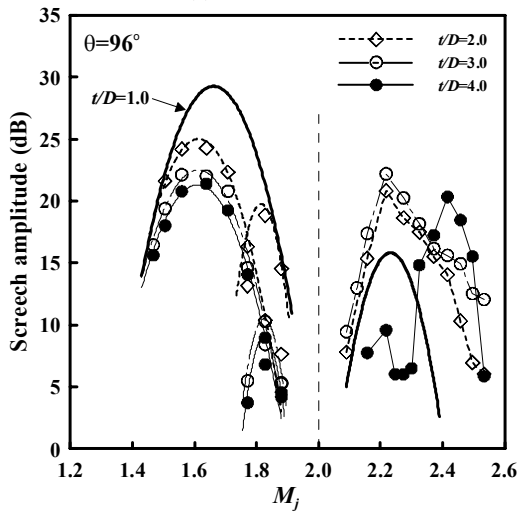 θ=96°
t/D=2.0
t/D=3.0
t/D=4.0
t/D=1.0
Screech amplitude (dB)
35
30
25
20
15
10
5
0
1.2 1.4 1.6 1.8 2.0 2.2 2.4 2.6
M_j